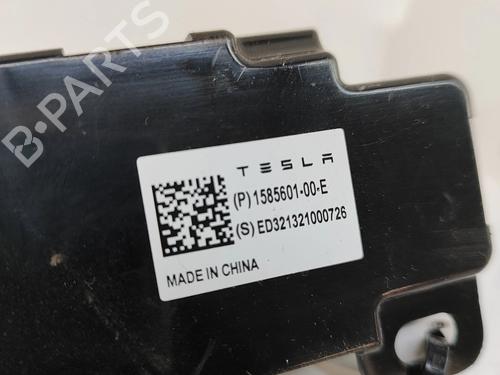 B-PARTS
TESLA
(P)1585601-00-E
(S)ED321321000726
MADE IN CHINA